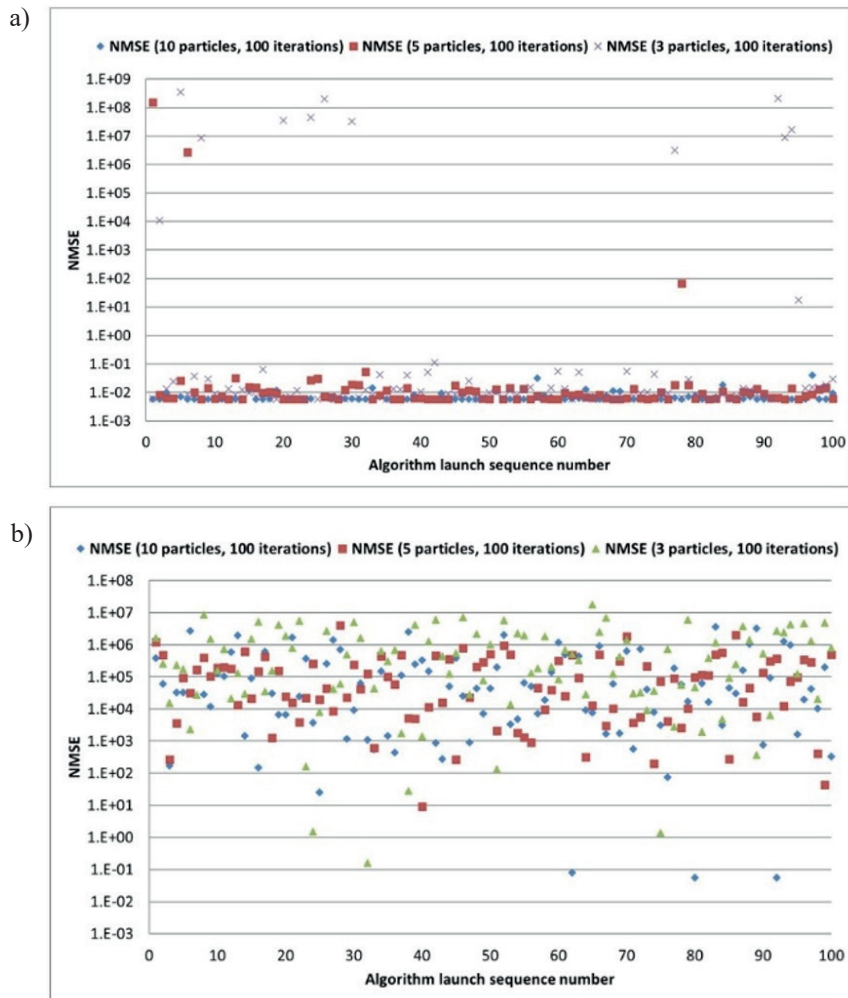 a)
NMSE (10 particles, 100 iterations) NMSE (5 particles, 100 iterations) NMSE (3 particles, 100 iterations)
1.E+09
1.E+08
1.E+07
1.E+06
1.E+05
1.E+04
1.E+03
1.E+02
1.E+01
1.E+00
1.E-01
1.E-02
1.E-03
NMSE
0 10 20 30 40 50 60 70 80 90 100
Algorithm launch sequence number
b)
NMSE (10 particles, 100 iterations) NMSE (5 particles, 100 iterations) NMSE (3 particles, 100 iterations)
1.E+08
1.E+07
1.E+06
1.E+05
1.E+04
1.E+03
1.E+02
1.E+01
1.E+00
1.E-01
1.E-02
1.E-03
NMSE
0 10 20 30 40 50 60 70 80 90 100
Algorithm launch sequence number